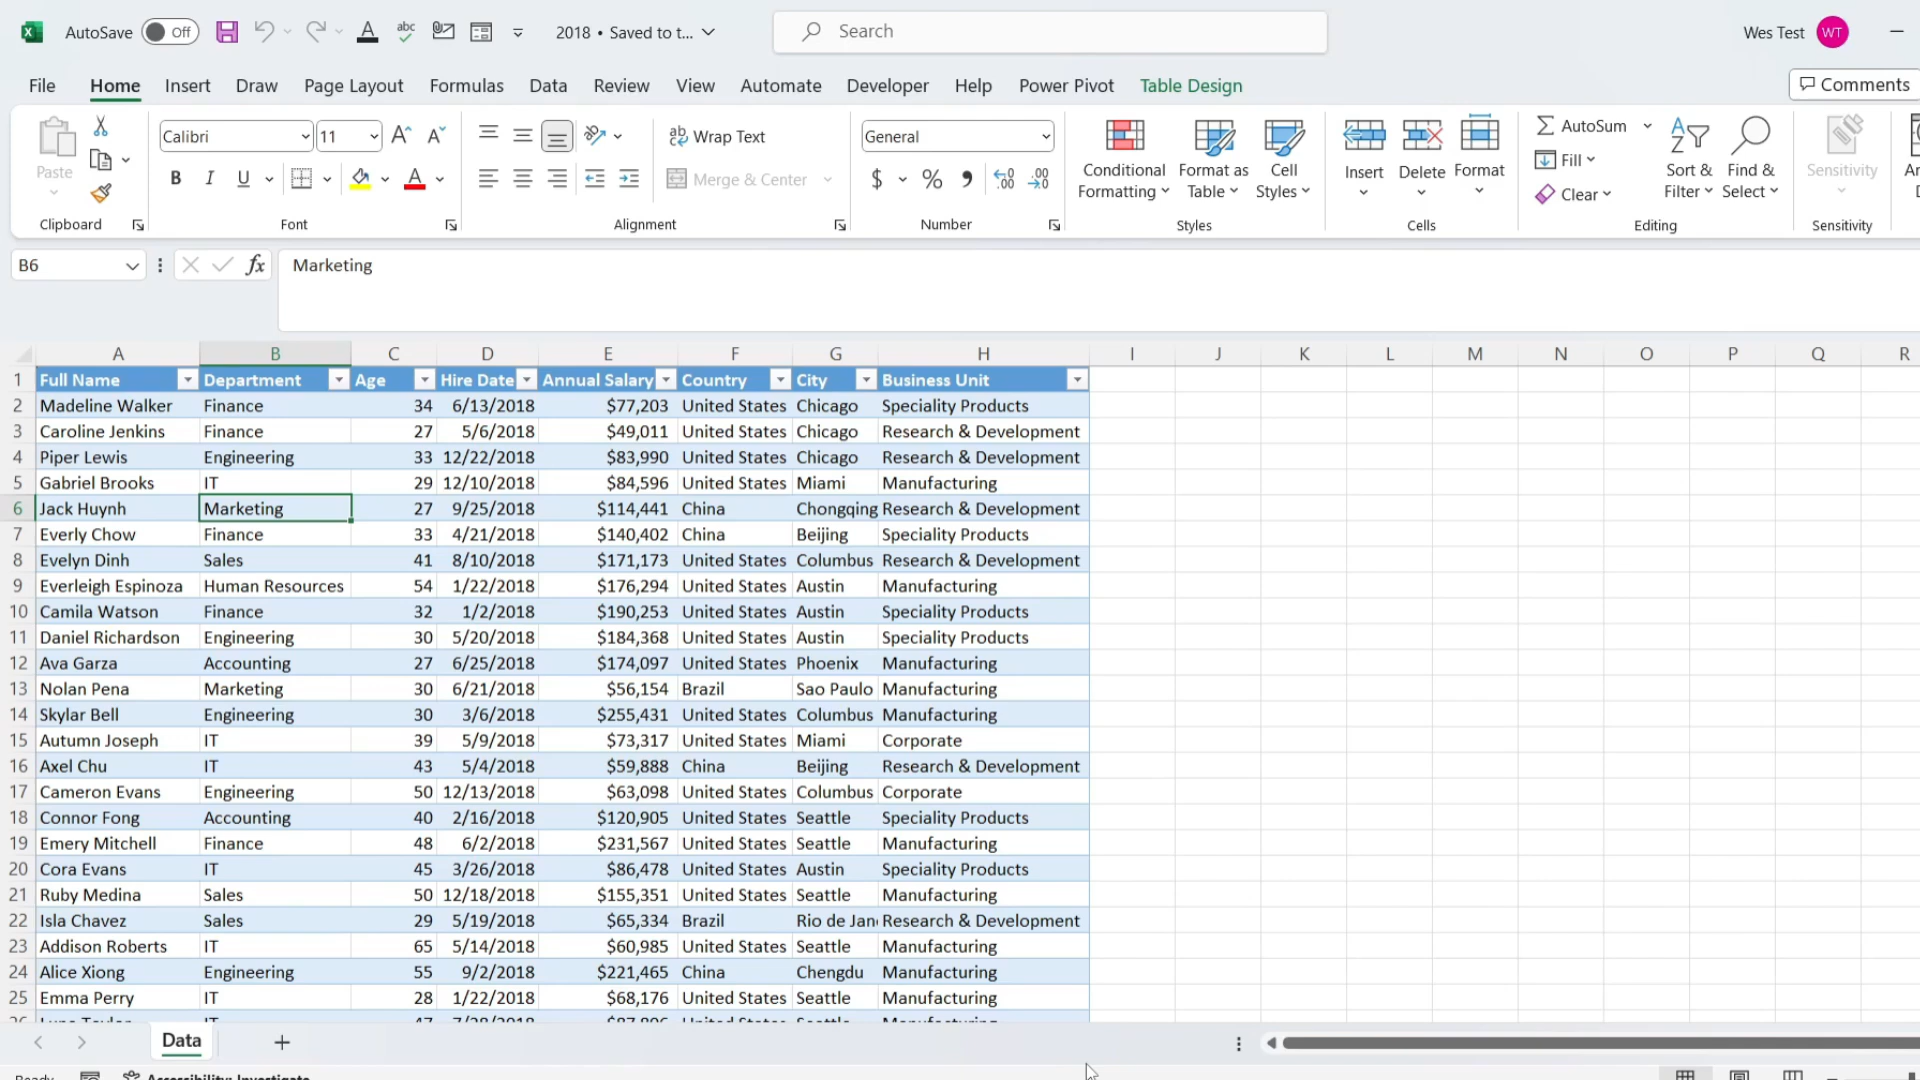 AutoSave Off abc 2018 • Saved to t... Search Wes Test WT
File Home Insert Draw Page Layout Formulas Data Review View Automate Developer Help Power Pivot Table Design Comments
Paste Calibri 11 A A ab Wrap Text General Conditional Formatting Format as Table Cell Styles Insert Delete Format AutoSum Fill Clear Sort & Filter Find & Select Sensitivity
B I U A Merge & Center $ % 9 .00
Clipboard Font Alignment Number Styles Cells Editing Sensitivity
B6 fx Marketing
A B C D E F G H I J K L M N O P Q R
1 Full Name Department Age Hire Date Annual Salary Country City Business Unit
2 Madeline Walker Finance 34 6/13/2018 $77,203 United States Chicago Speciality Products
3 Caroline Jenkins Finance 27 5/6/2018 $49,011 United States Chicago Research & Development
4 Piper Lewis Engineering 33 12/22/2018 $83,990 United States Chicago Research & Development
5 Gabriel Brooks IT 29 12/10/2018 $84,596 United States Miami Manufacturing
6 Jack Huynh Marketing 27 9/25/2018 $114,441 China Chongqing Research & Development
7 Everly Chow Finance 33 4/21/2018 $140,402 China Beijing Speciality Products
8 Evelyn Dinh Sales 41 8/10/2018 $171,173 United States Columbus Research & Development
9 Everleigh Espinoza Human Resources 54 1/22/2018 $176,294 United States Austin Manufacturing
10 Camila Watson Finance 32 1/2/2018 $190,253 United States Austin Speciality Products
11 Daniel Richardson Engineering 30 5/20/2018 $184,368 United States Austin Speciality Products
12 Ava Garza Accounting 27 6/25/2018 $174,097 United States Phoenix Manufacturing
13 Nolan Pena Marketing 30 6/21/2018 $56,154 Brazil Sao Paulo Manufacturing
14 Skylar Bell Engineering 30 3/6/2018 $255,431 United States Columbus Manufacturing
15 Autumn Joseph IT 39 5/9/2018 $73,317 United States Miami Corporate
16 Axel Chu IT 43 5/4/2018 $59,888 China Beijing Research & Development
17 Cameron Evans Engineering 50 12/13/2018 $63,098 United States Columbus Corporate
18 Connor Fong Accounting 40 2/16/2018 $120,905 United States Seattle Speciality Products
19 Emery Mitchell Finance 48 6/2/2018 $231,567 United States Seattle Manufacturing
20 Cora Evans IT 45 3/26/2018 $86,478 United States Austin Speciality Products
21 Ruby Medina Sales 50 12/18/2018 $155,351 United States Seattle Manufacturing
22 Isla Chavez Sales 29 5/19/2018 $65,334 Brazil Rio de Jan Research & Development
23 Addison Roberts IT 65 5/14/2018 $60,985 United States Seattle Manufacturing
24 Alice Xiong Engineering 55 9/2/2018 $221,465 China Chengdu Manufacturing
25 Emma Perry IT 28 1/22/2018 $68,176 United States Seattle Manufacturing
Data
Ready Accessibility: Investigate